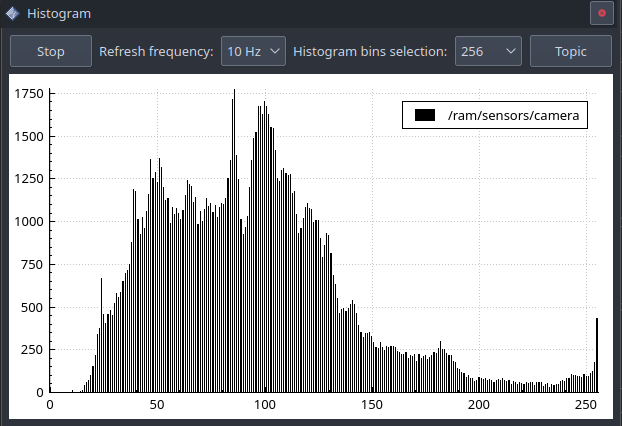 Histogram
Stop Refresh frequency: 10 Hz Histogram bins selection: 256 Topic
/ram/sensors/camera
1750
1500
1250
1000
750
500
250
0
0 50 100 150 200 250